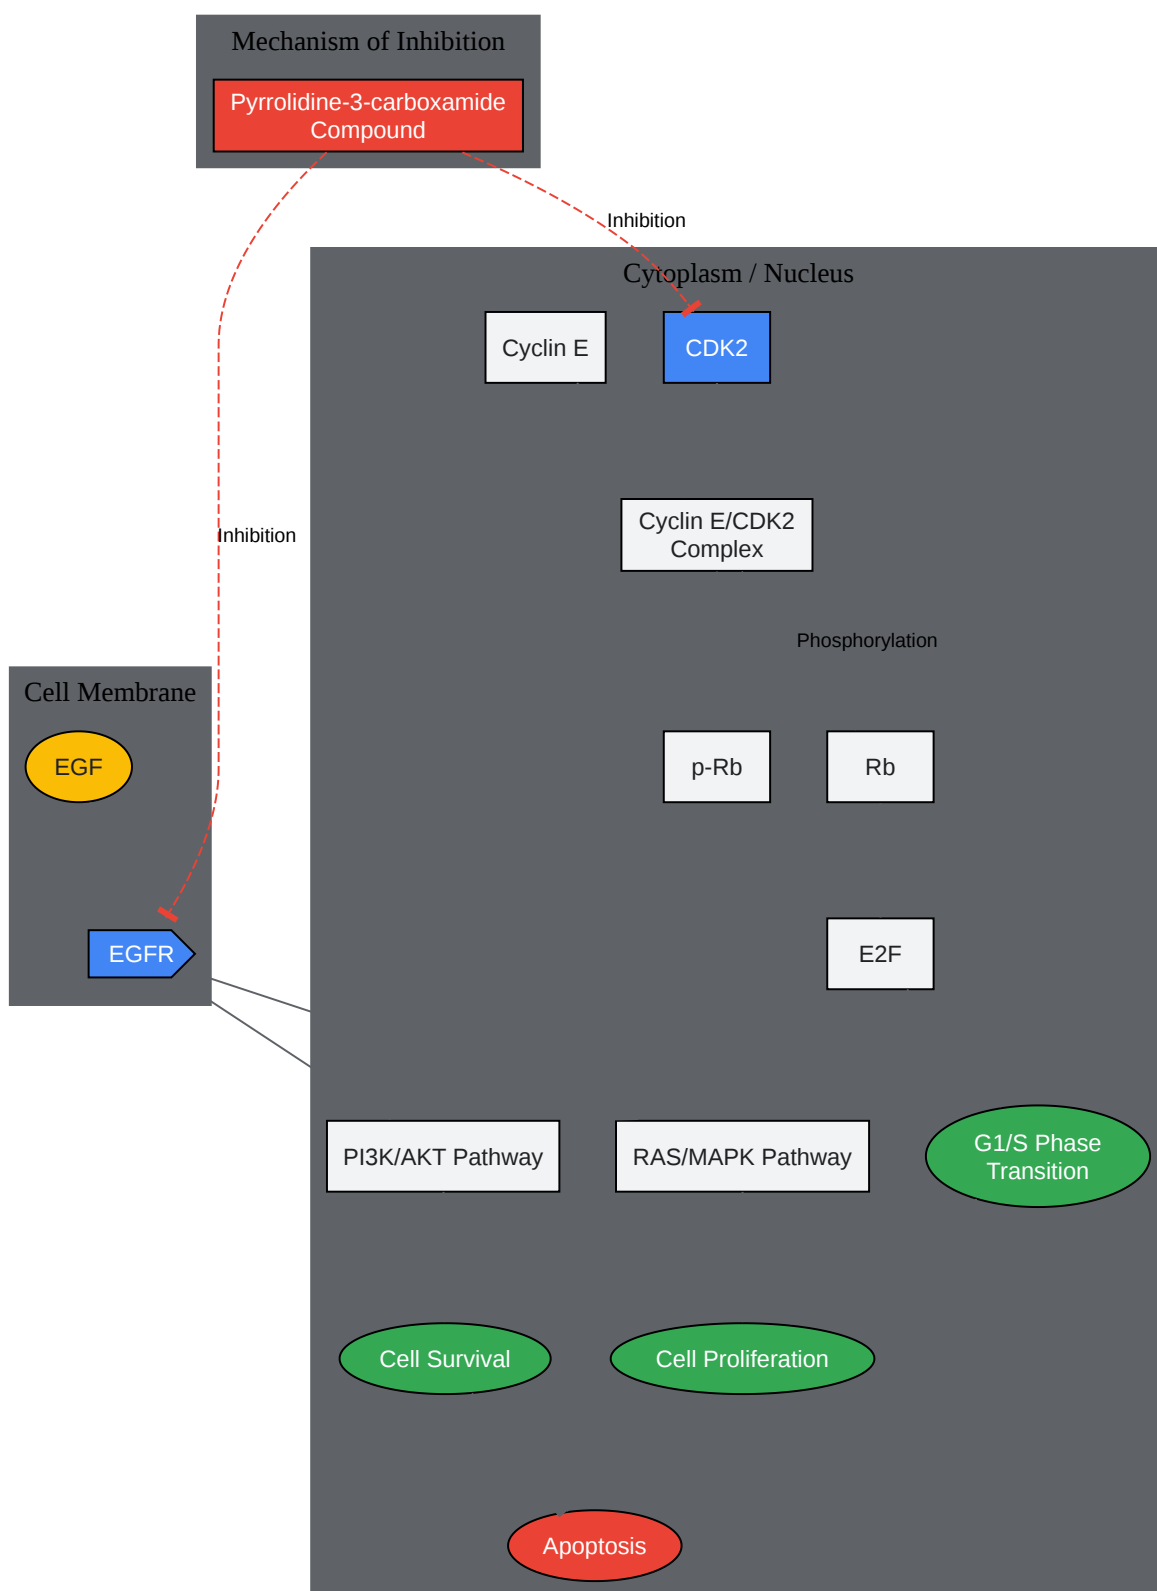 Mechanism of Inhibition
Pyrrolidine-3-carboxamide
Compound
Inhibition
Cytoplasm / Nucleus
Cyclin E
CDK2
Cyclin E/CDK2
Complex
Inhibition
Phosphorylation
Cell Membrane
EGF
p-Rb
Rb
EGFR
E2F
PI3K/AKT Pathway
RAS/MAPK Pathway
G1/S Phase
Transition
Cell Survival
Cell Proliferation
Apoptosis